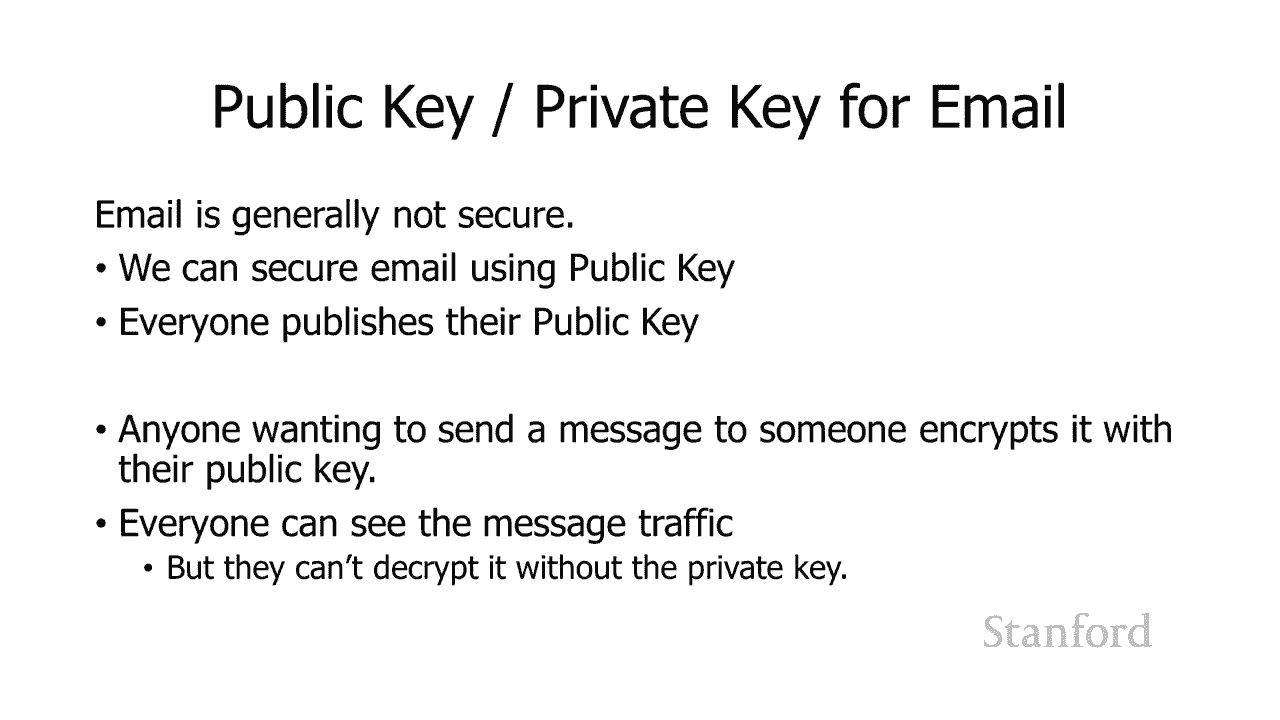 Public Key / Private Key for Email
Email is generally not secure.
• We can secure email using Public Key
• Everyone publishes their Public Key
• Anyone wanting to send a message to someone encrypts it with
their public key.
• Everyone can see the message traffic
• But they can’t decrypt it without the private key.
Stanford